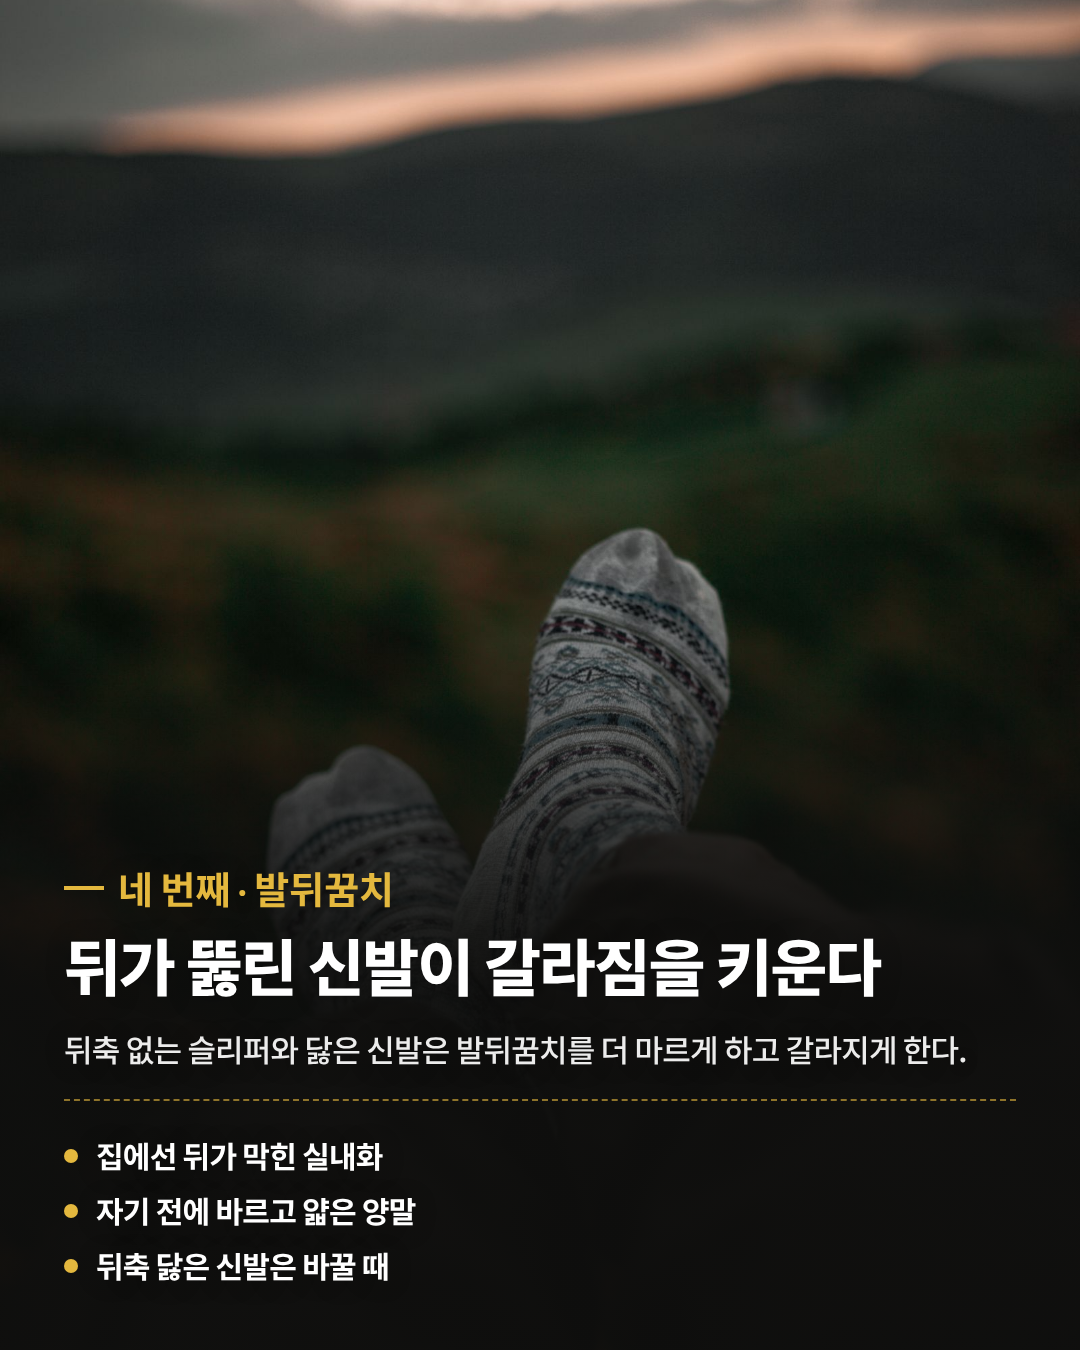 네 번째 · 발뒤꿈치
뒤가 뚫린 신발이 갈라짐을 키운다
뒤축 없는 슬리퍼와 닳은 신발은 발뒤꿈치를 더 마르게 하고 갈라지게 한다.
집에선 뒤가 막힌 실내화
자기 전에 바르고 얇은 양말
뒤축 닳은 신발은 바꿀 때